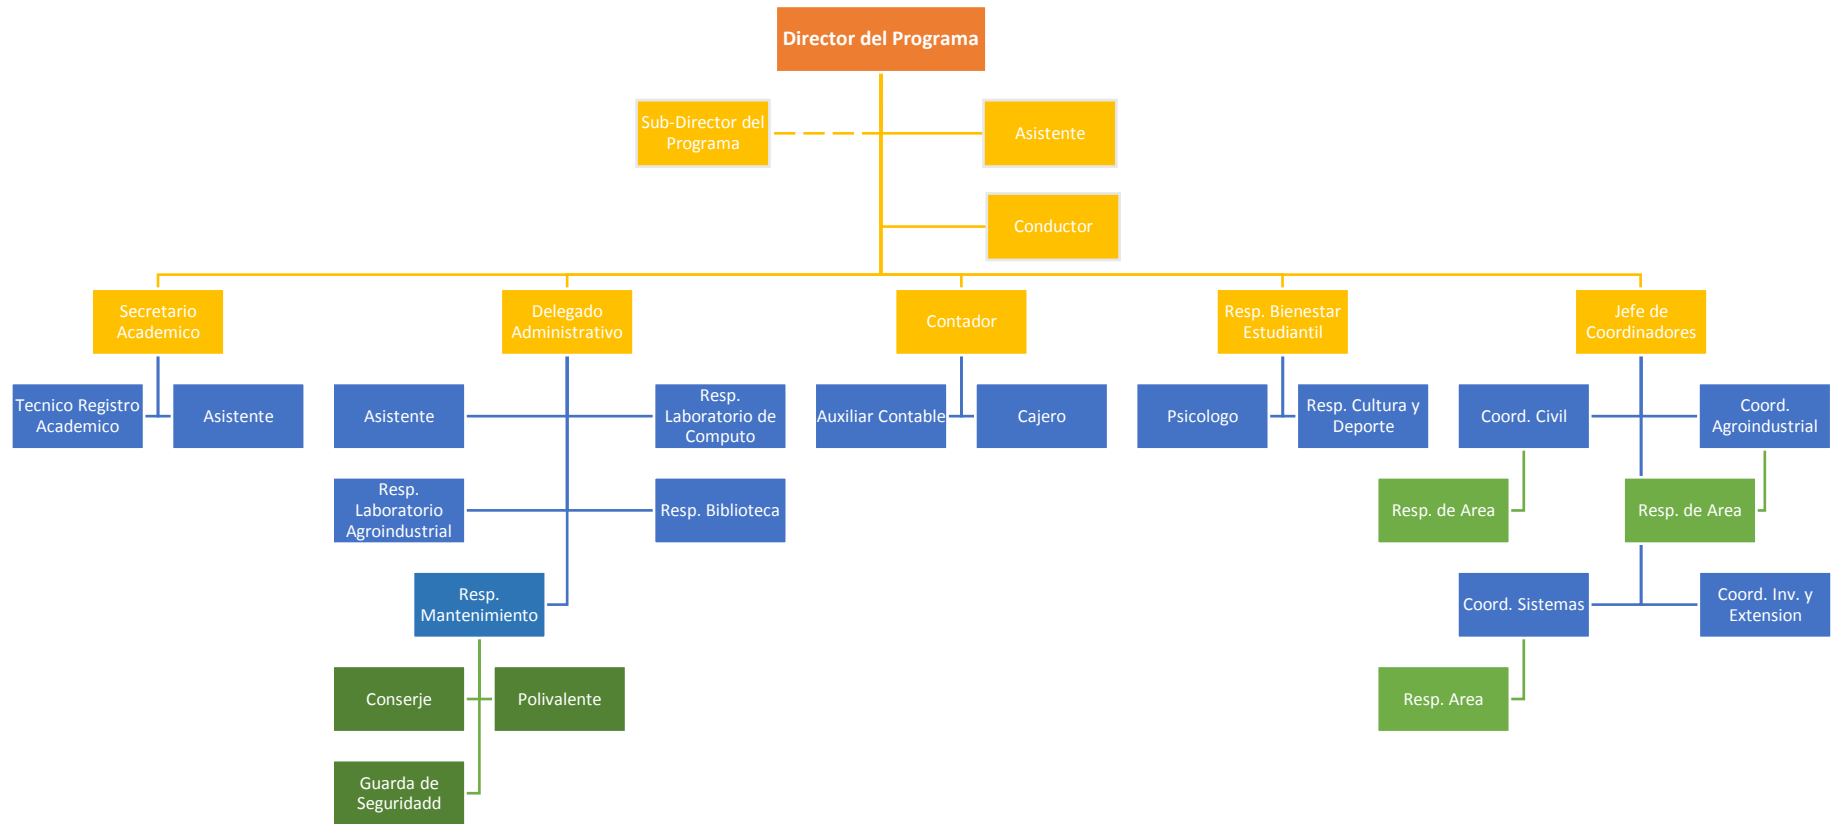 Director del Programa
Sub-Director del
Programa
Asistente
Conductor
Secretario
Academico
Delegado
Administrativo
Contador
Resp. Bienestar
Estudiantil
Jefe de
Coordinadores
Tecnico Registro
Academico
Asistente
Asistente
Resp.
Laboratorio de
Computo
Auxiliar Contable
Cajero
Psicologo
Resp. Cultura y
Deporte
Coord. Civil
Coord.
Agroindustrial
Resp.
Laboratorio
Agroindustrial
Resp. Biblioteca
Resp. de Area
Resp. de Area
Resp.
Mantenimiento
Coord. Sistemas
Coord. Inv. y
Extension
Conserje
Polivalente
Resp. Area
Guarda de
Seguridadd